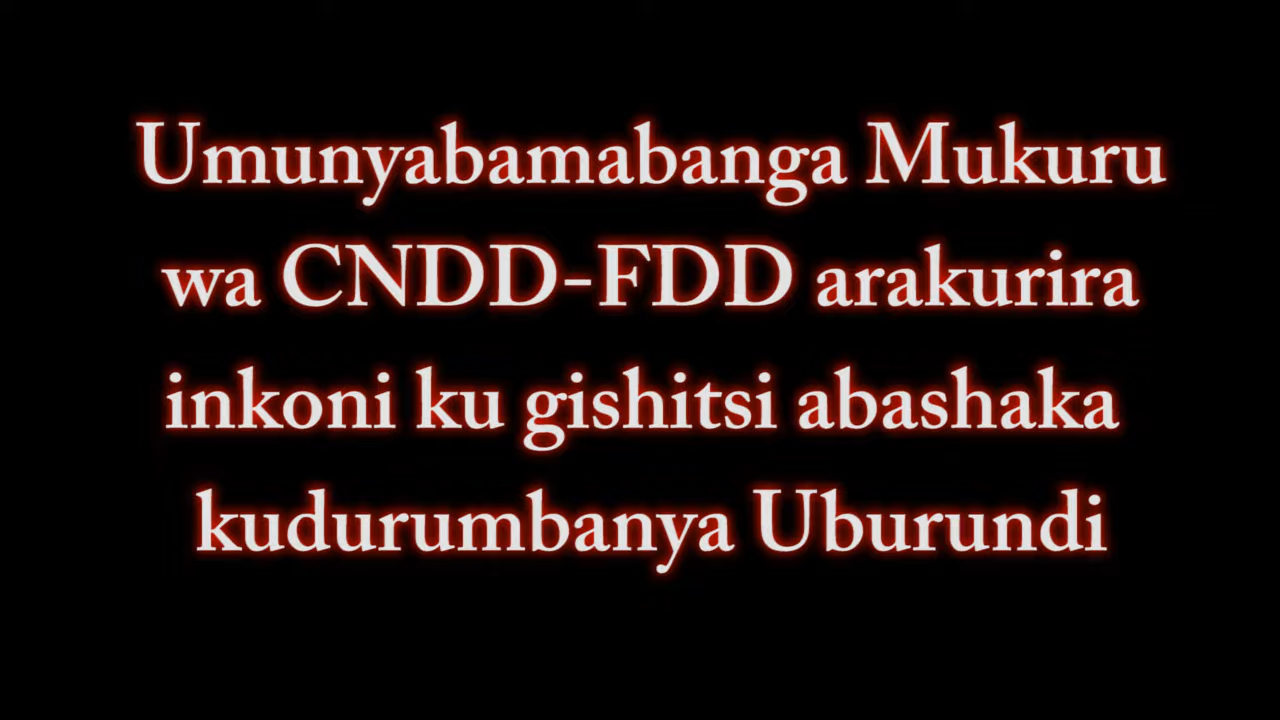 Umunyabamabanga Mukuru
wa CNDD-FDD arakurira
inkoni ku gishitsi abashaka
kudurumbanya Uburundi